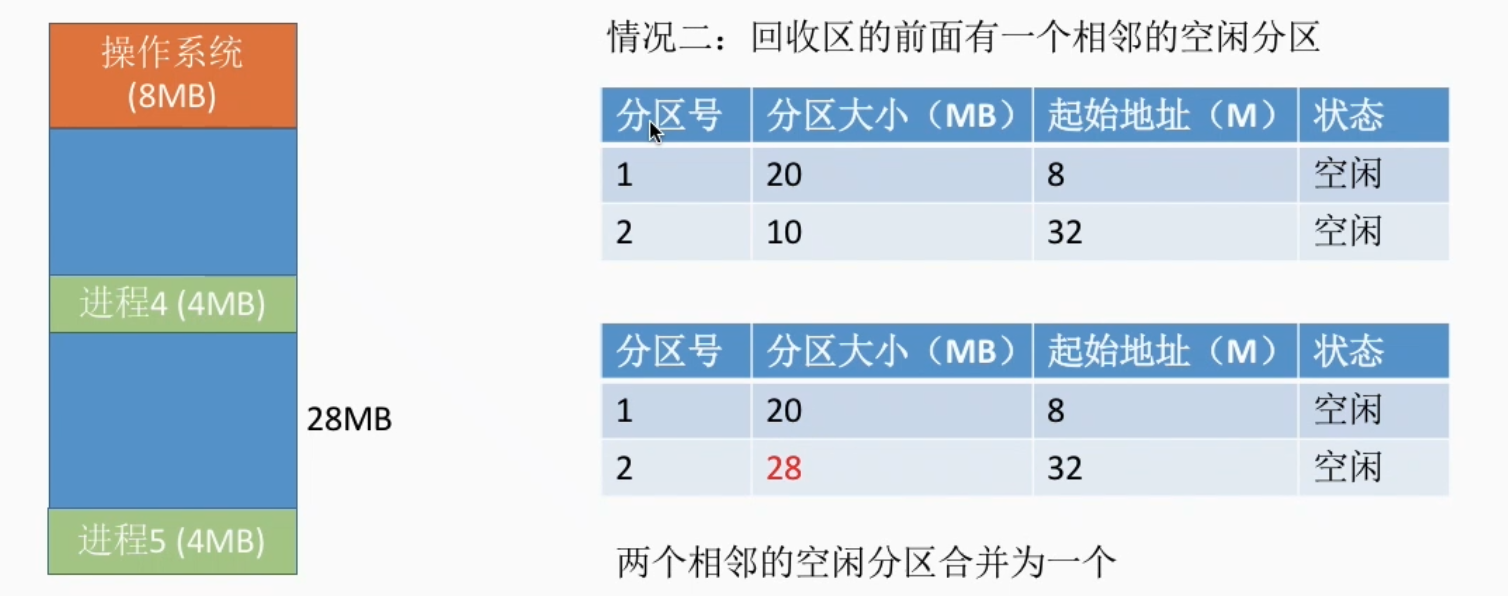 操作系统
(8MB)
进程4 (4MB)
28MB
进程5 (4MB)
情况二：回收区的前面有一个相邻的空闲分区
分区号 分区大小（MB） 起始地址（M） 状态
1 20 8 空闲
2 10 32 空闲
分区号 分区大小（MB） 起始地址（M） 状态
1 20 8 空闲
2 28 32 空闲
两个相邻的空闲分区合并为一个